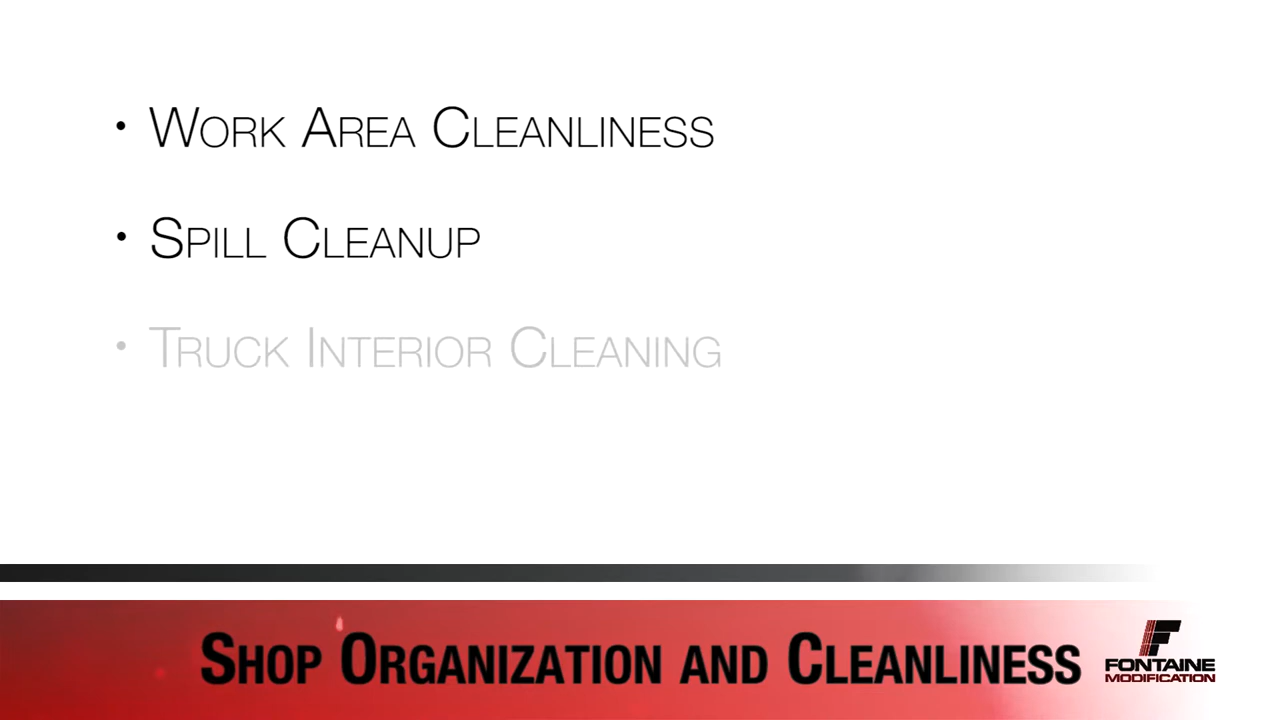 • Work Area Cleanliness
• Spill Cleanup
• Truck Interior Cleaning
Shop Organization and Cleanliness
FONTAINE
MODIFICATION